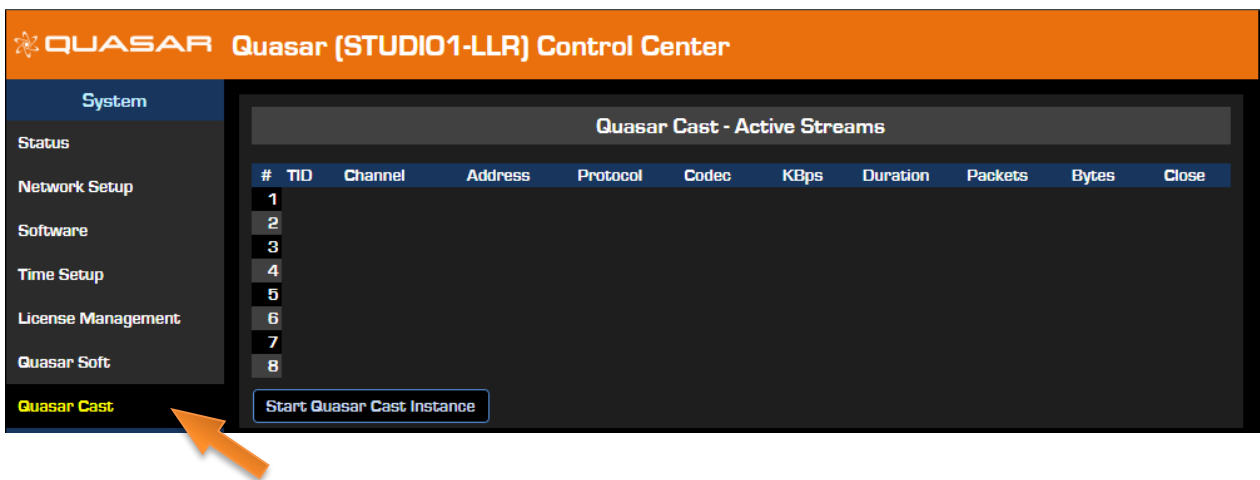 QUASAR Quasar (STUDIO1-LLR) Control Center
System
Status
Network Setup
Software
Time Setup
License Management
Quasar Soft
Quasar Cast
Quasar Cast - Active Streams
# TID Channel Address Protocol Codec KBps Duration Packets Bytes Close
1
2
3
4
5
6
7
8
Start Quasar Cast Instance